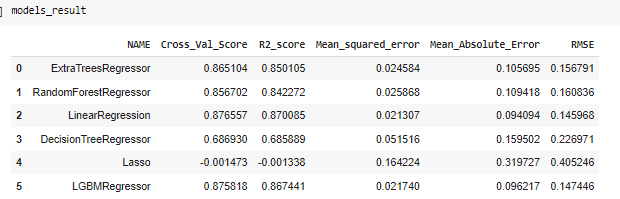 ] models_result
NAME Cross_Val_Score R2_score Mean_squared_error Mean_Absolute_Error RMSE
0 ExtraTreesRegressor 0.865104 0.850105 0.024584 0.105695 0.156791
1 RandomForestRegressor 0.856702 0.842272 0.025868 0.109418 0.160836
2 LinearRegression 0.876557 0.870085 0.021307 0.094094 0.145968
3 DecisionTreeRegressor 0.686930 0.685889 0.051516 0.159502 0.226971
4 Lasso -0.001473 -0.001338 0.164224 0.319727 0.405246
5 LGBMRegressor 0.875818 0.867441 0.021740 0.096217 0.147446